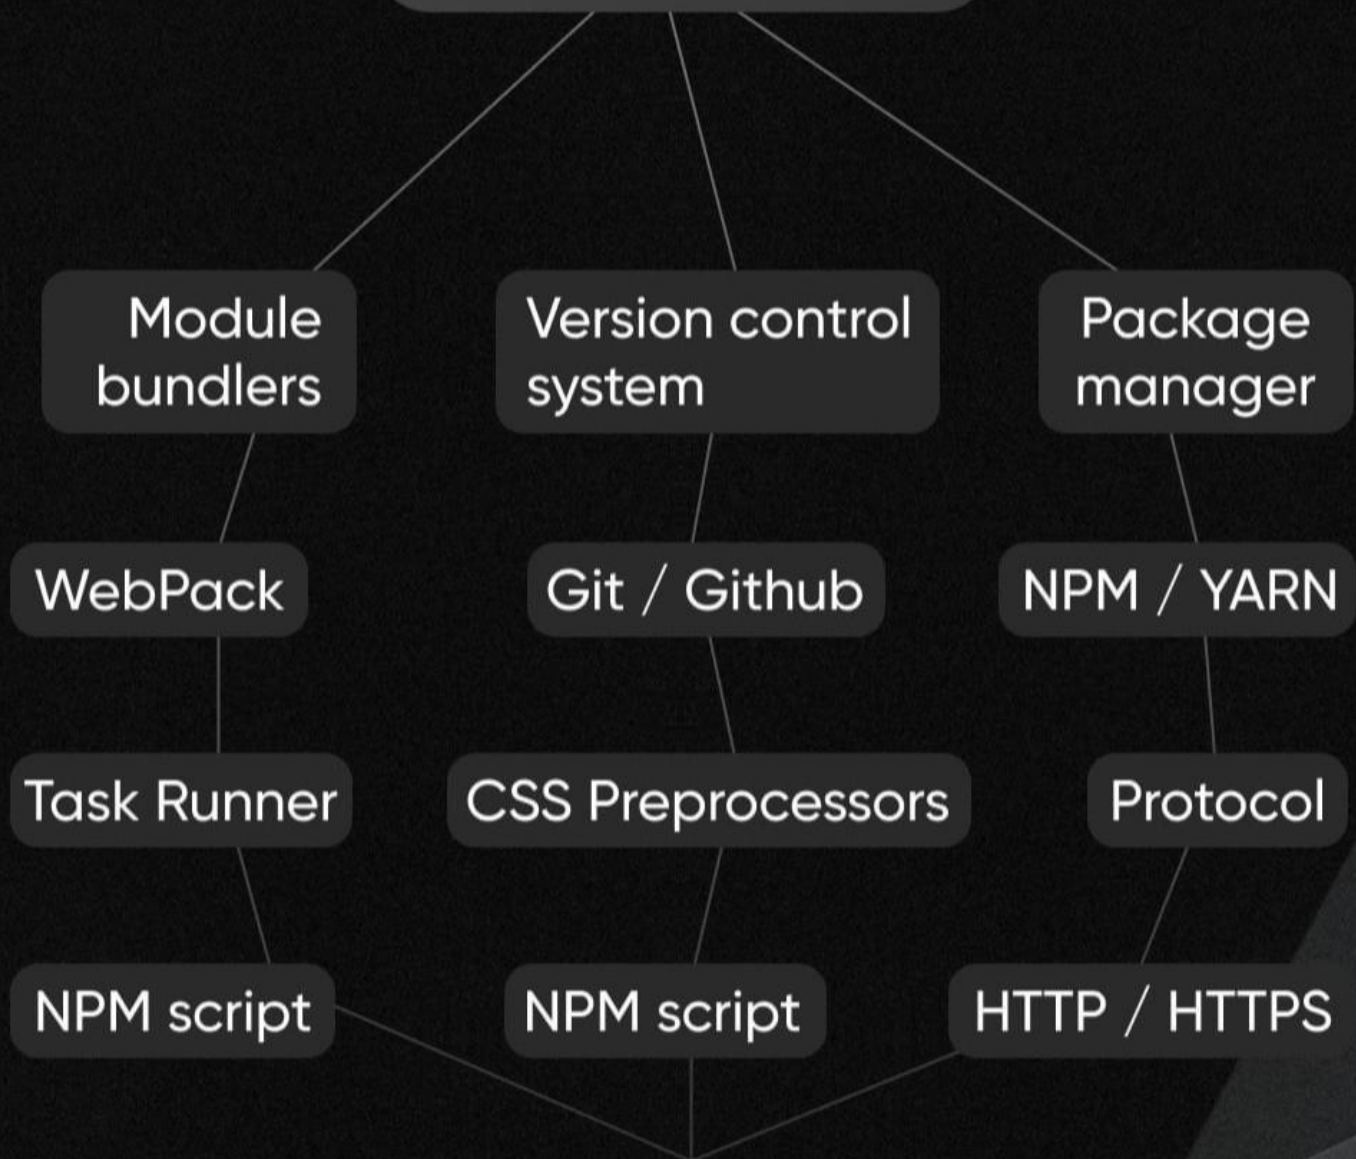 Module
bundlers
Version control
system
Package
manager
WebPack
Git / Github
NPM / YARN
Task Runner
CSS Preprocessors
Protocol
NPM script
NPM script
HTTP / HTTPS